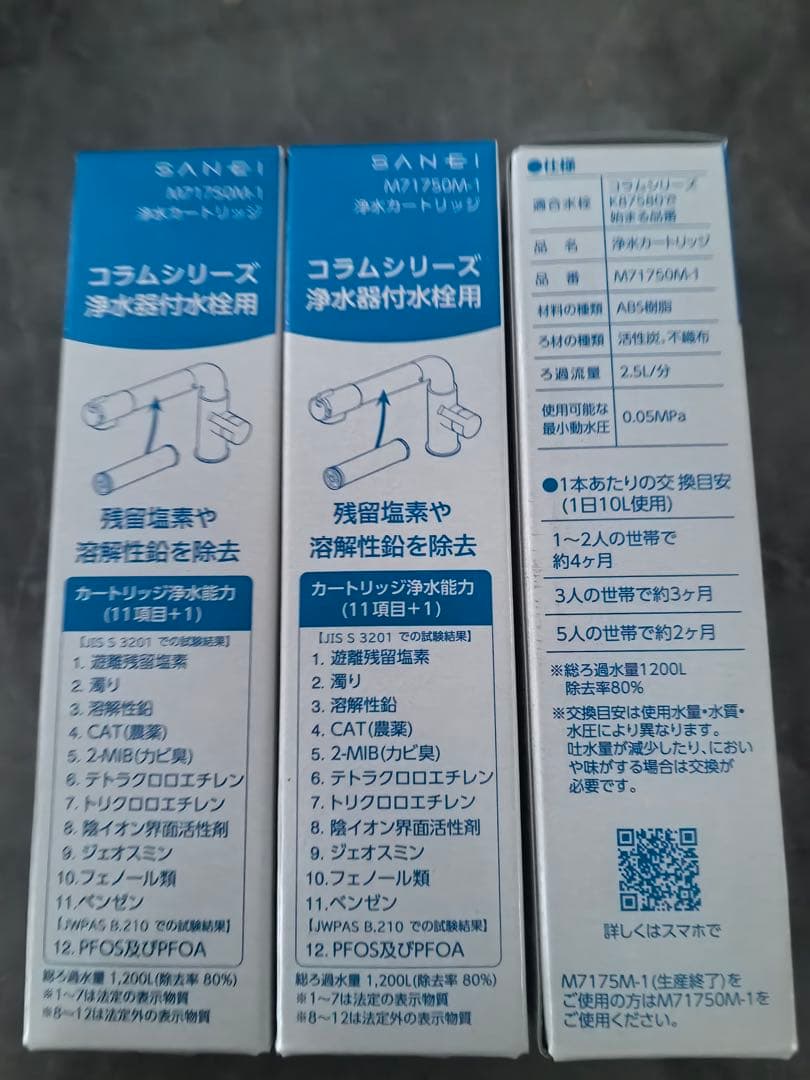 SANEI
M71750M-1
浄水カートリッジ
コラムシリーズ
浄水器付水栓用
残留塩素や
溶解性鉛を除去
カートリッジ浄水能力
(11項目+1)
【JIS S 3201 での試験結果】
1. 遊離残留塩素
2. 濁り
3. 溶解性鉛
4. CAT(農薬)
5. 2-MIB(カビ臭)
6. テトラクロロエチレン
7. トリクロロエチレン
8. 陰イオン界面活性剤
9. ジェオスミン
10.フェノール類
11.ベンゼン
【JWPAS B.210 での試験結果】
12. PFOS及びPFOA
総ろ過水量 1,200L(除去率 80%)
※1～7は法定の表示物質
※8～12は法定外の表示物質
SANEI
M71750M-1
浄水カートリッジ
コラムシリーズ
浄水器付水栓用
残留塩素や
溶解性鉛を除去
カートリッジ浄水能力
(11項目+1)
【JIS S 3201 での試験結果】
1. 遊離残留塩素
2. 濁り
3. 溶解性鉛
4. CAT(農薬)
5. 2-MIB(カビ臭)
6. テトラクロロエチレン
7. トリクロロエチレン
8. 陰イオン界面活性剤
9. ジェオスミン
10.フェノール類
11.ベンゼン
【JWPAS B.210 での試験結果】
12. PFOS及びPFOA
総ろ過水量 1,200L(除去率 80%)
※1～7は法定の表示物質
※8～12は法定外の表示物質
●仕様
適合水栓 コラムシリーズ
K87580で
始まる品番
品名 浄水カートリッジ
品番 M71750M-1
材料の種類 ABS樹脂
ろ材の種類 活性炭、不織布
ろ過流量 2.5L/分
使用可能な
最小動水圧 0.05MPa
●1本あたりの交換目安
(1日10L使用)
1～2人の世帯で
約4ヶ月
3人の世帯で約3ヶ月
5人の世帯で約2ヶ月
※総ろ過水量1200L
除去率80%
※交換目安は使用水量・水質・
水圧により異なります。
吐水量が減少したり、におい
や味がする場合は交換が
必要です。
詳しくはスマホで
M7175M-1(生産終了)を
ご使用の方はM71750M-1を
ご使用ください。